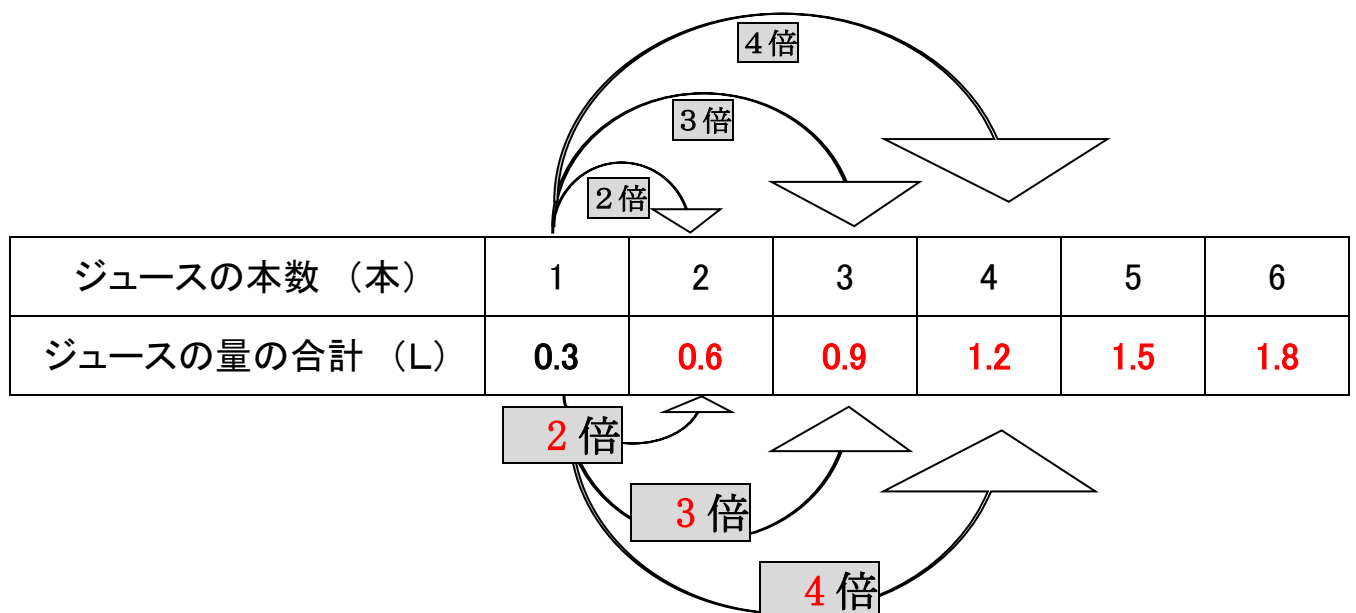 ４倍
３倍
２倍
ジュースの本数 （本） 1 2 3 4 5 6
ジュースの量の合計 （L） 0.3 0.6 0.9 1.2 1.5 1.8
2 倍
3 倍
4 倍